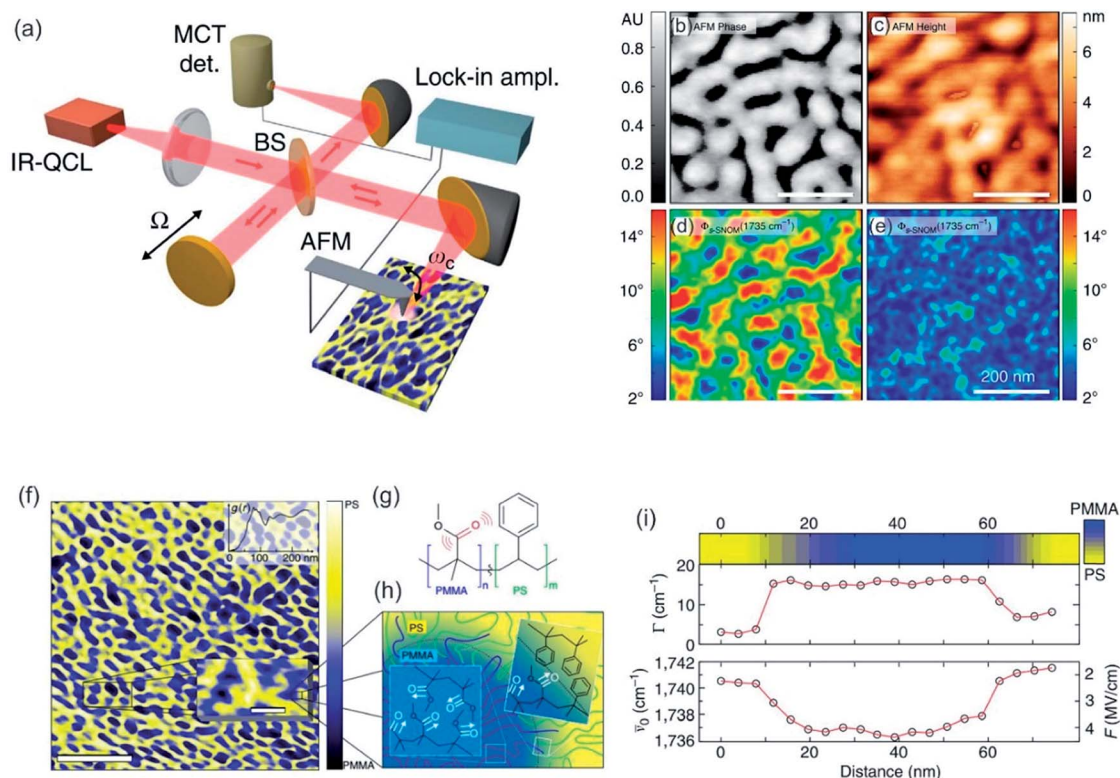 (a)
MCT
det.
Lock-in ampl.
IR-QCL
BS
Ω
AFM
ωc
AU
0.8
0.6
0.4
0.2
0.0
(b) AFM Phase
(c) AFM Height
nm
6
4
2
0
14°
10°
6°
2°
(d) Φs-SNOM(1735 cm⁻¹)
(e) Φs-SNOM(1735 cm⁻¹)
200 nm
14°
10°
6°
2°
(f)
g(r)
0 100 200 nm
PS
PMMA
(g)
O
O
PMMA n
PS m
(h)
PS
PMMA
O O O
O O O
O
(i)
0 20 40 60
PMMA
PS
Γ (cm⁻¹)
20
10
0
ν̄0 (cm⁻¹)
1,742
1,740
1,738
1,736
2
3
4
F (MV/cm)
0 20 40 60
Distance (nm)